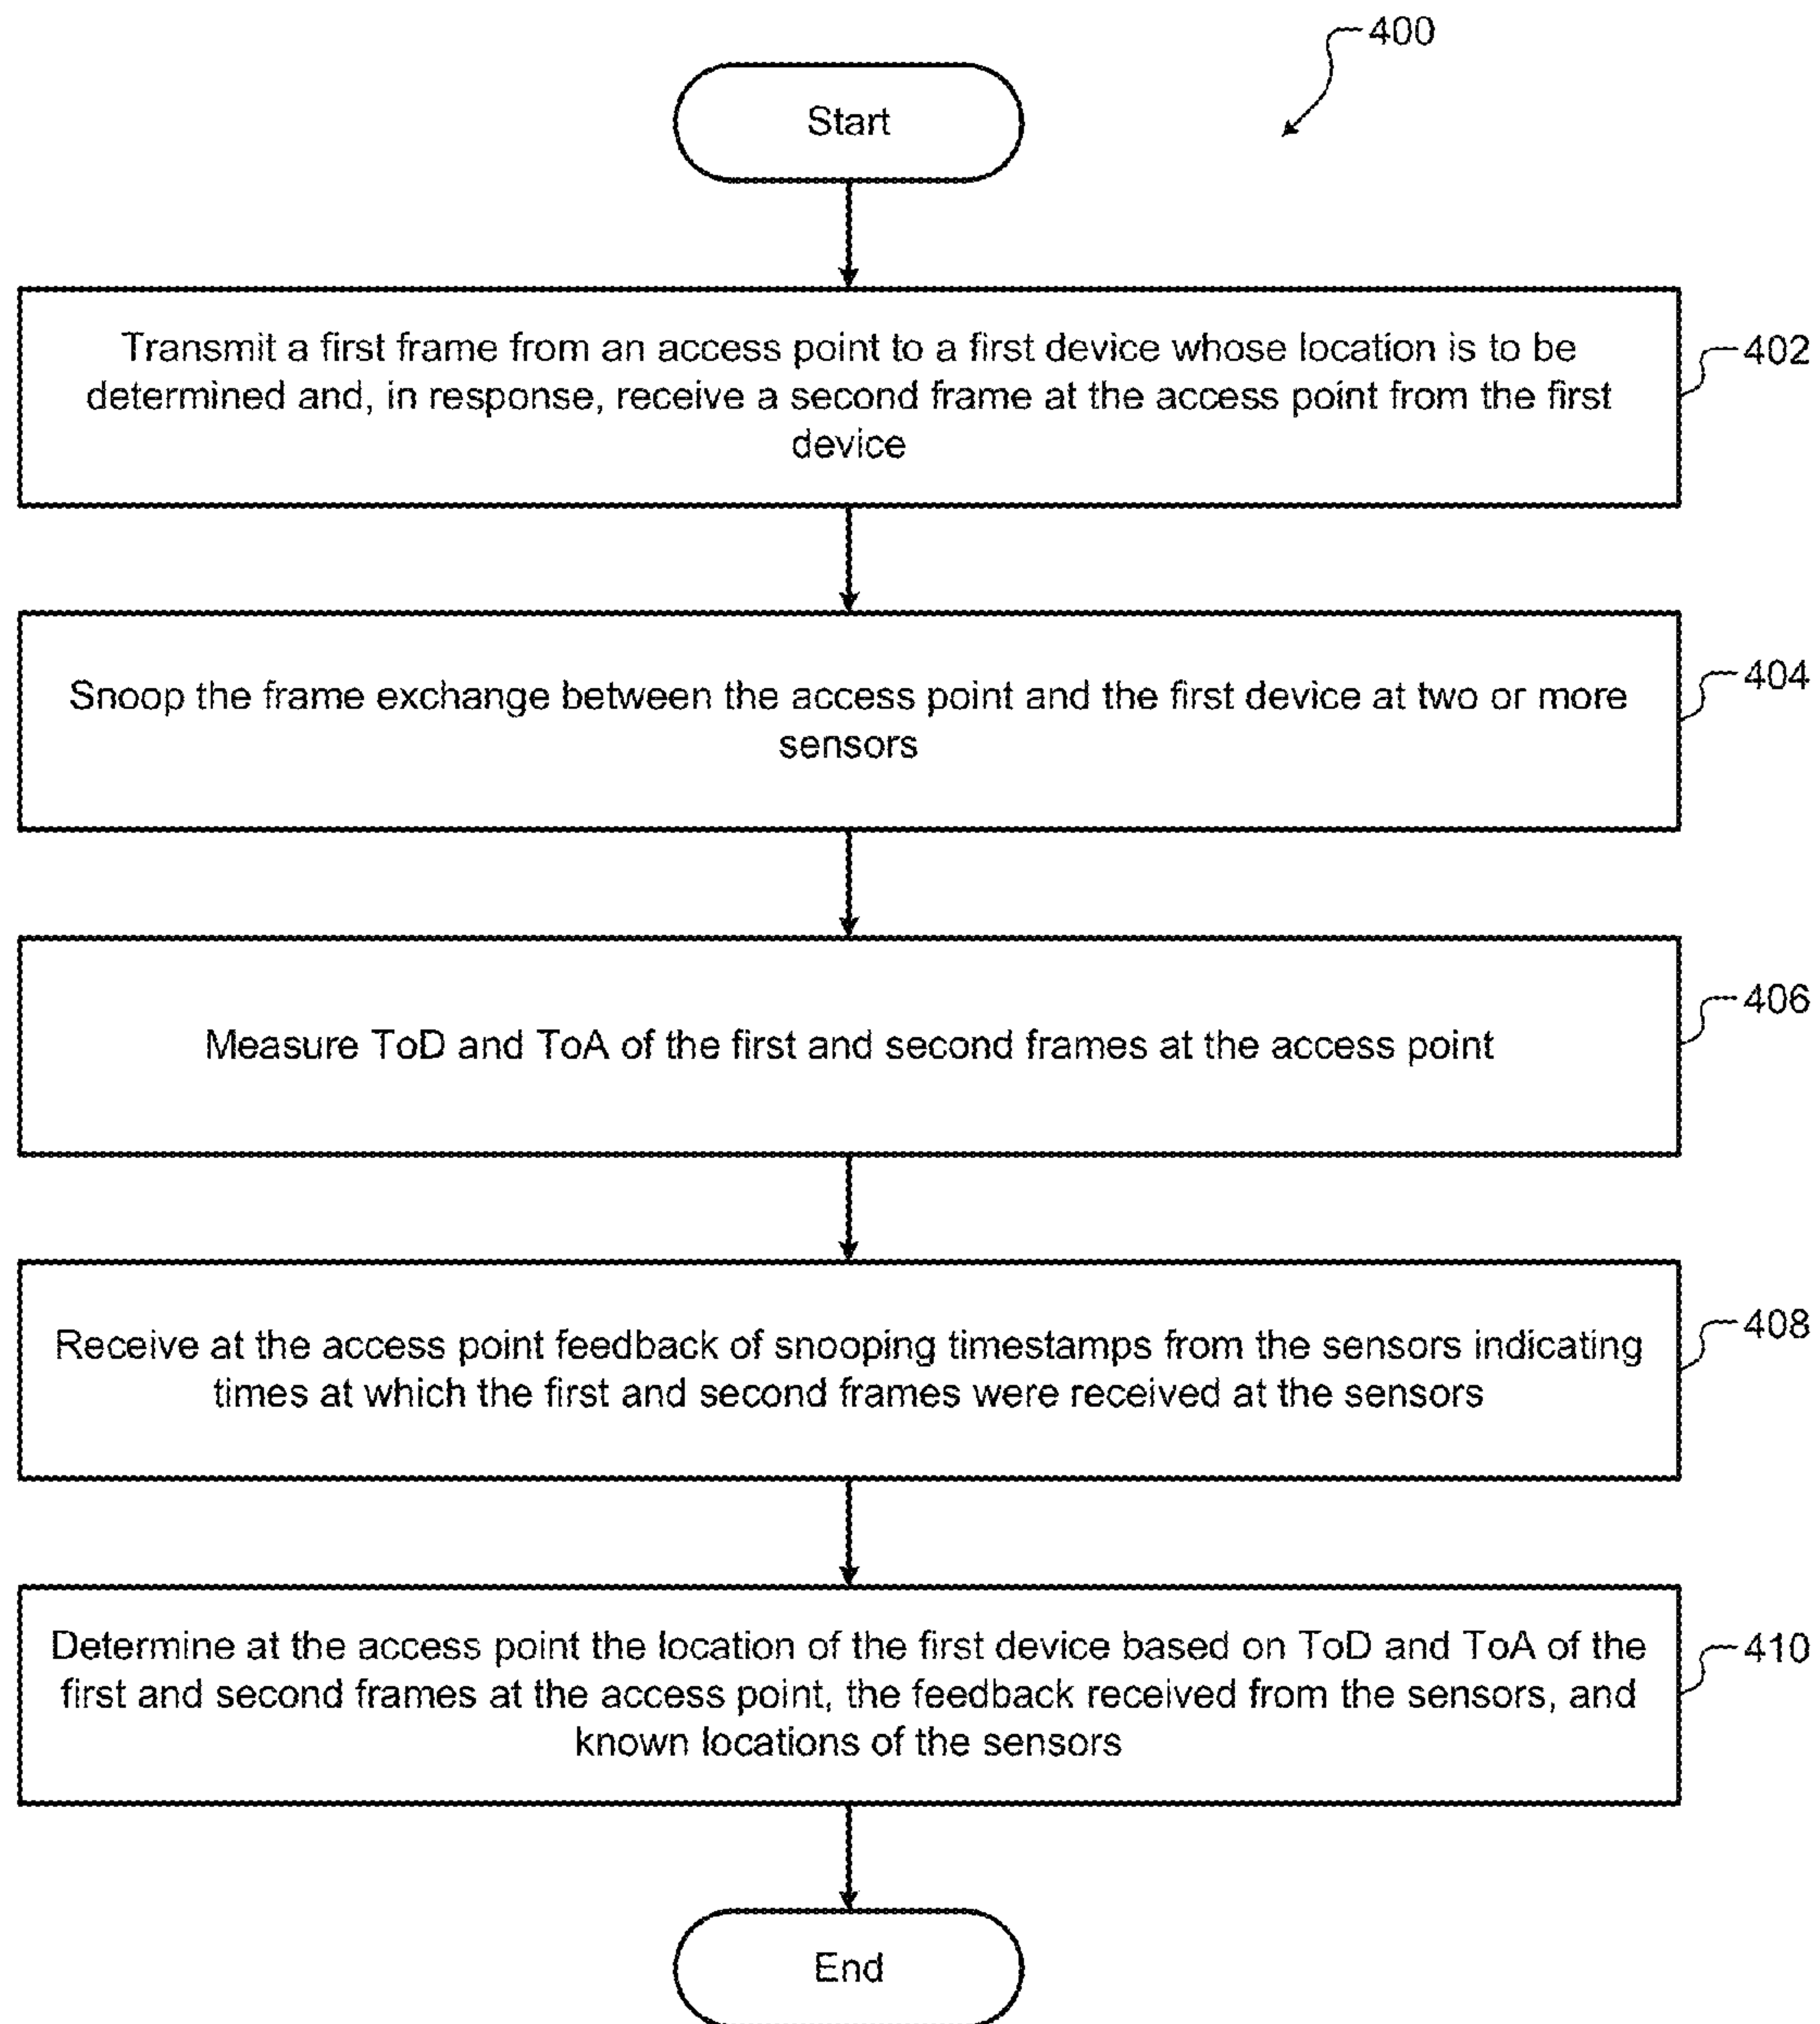 400
Start
Transmit a first frame from an access point to a first device whose location is to be
determined and, in response, receive a second frame at the access point from the first
device
402
Snoop the frame exchange between the access point and the first device at two or more
sensors
404
Measure ToD and ToA of the first and second frames at the access point
406
Receive at the access point feedback of snooping timestamps from the sensors indicating
times at which the first and second frames were received at the sensors
408
Determine at the access point the location of the first device based on ToD and ToA of the
first and second frames at the access point, the feedback received from the sensors, and
known locations of the sensors
410
End